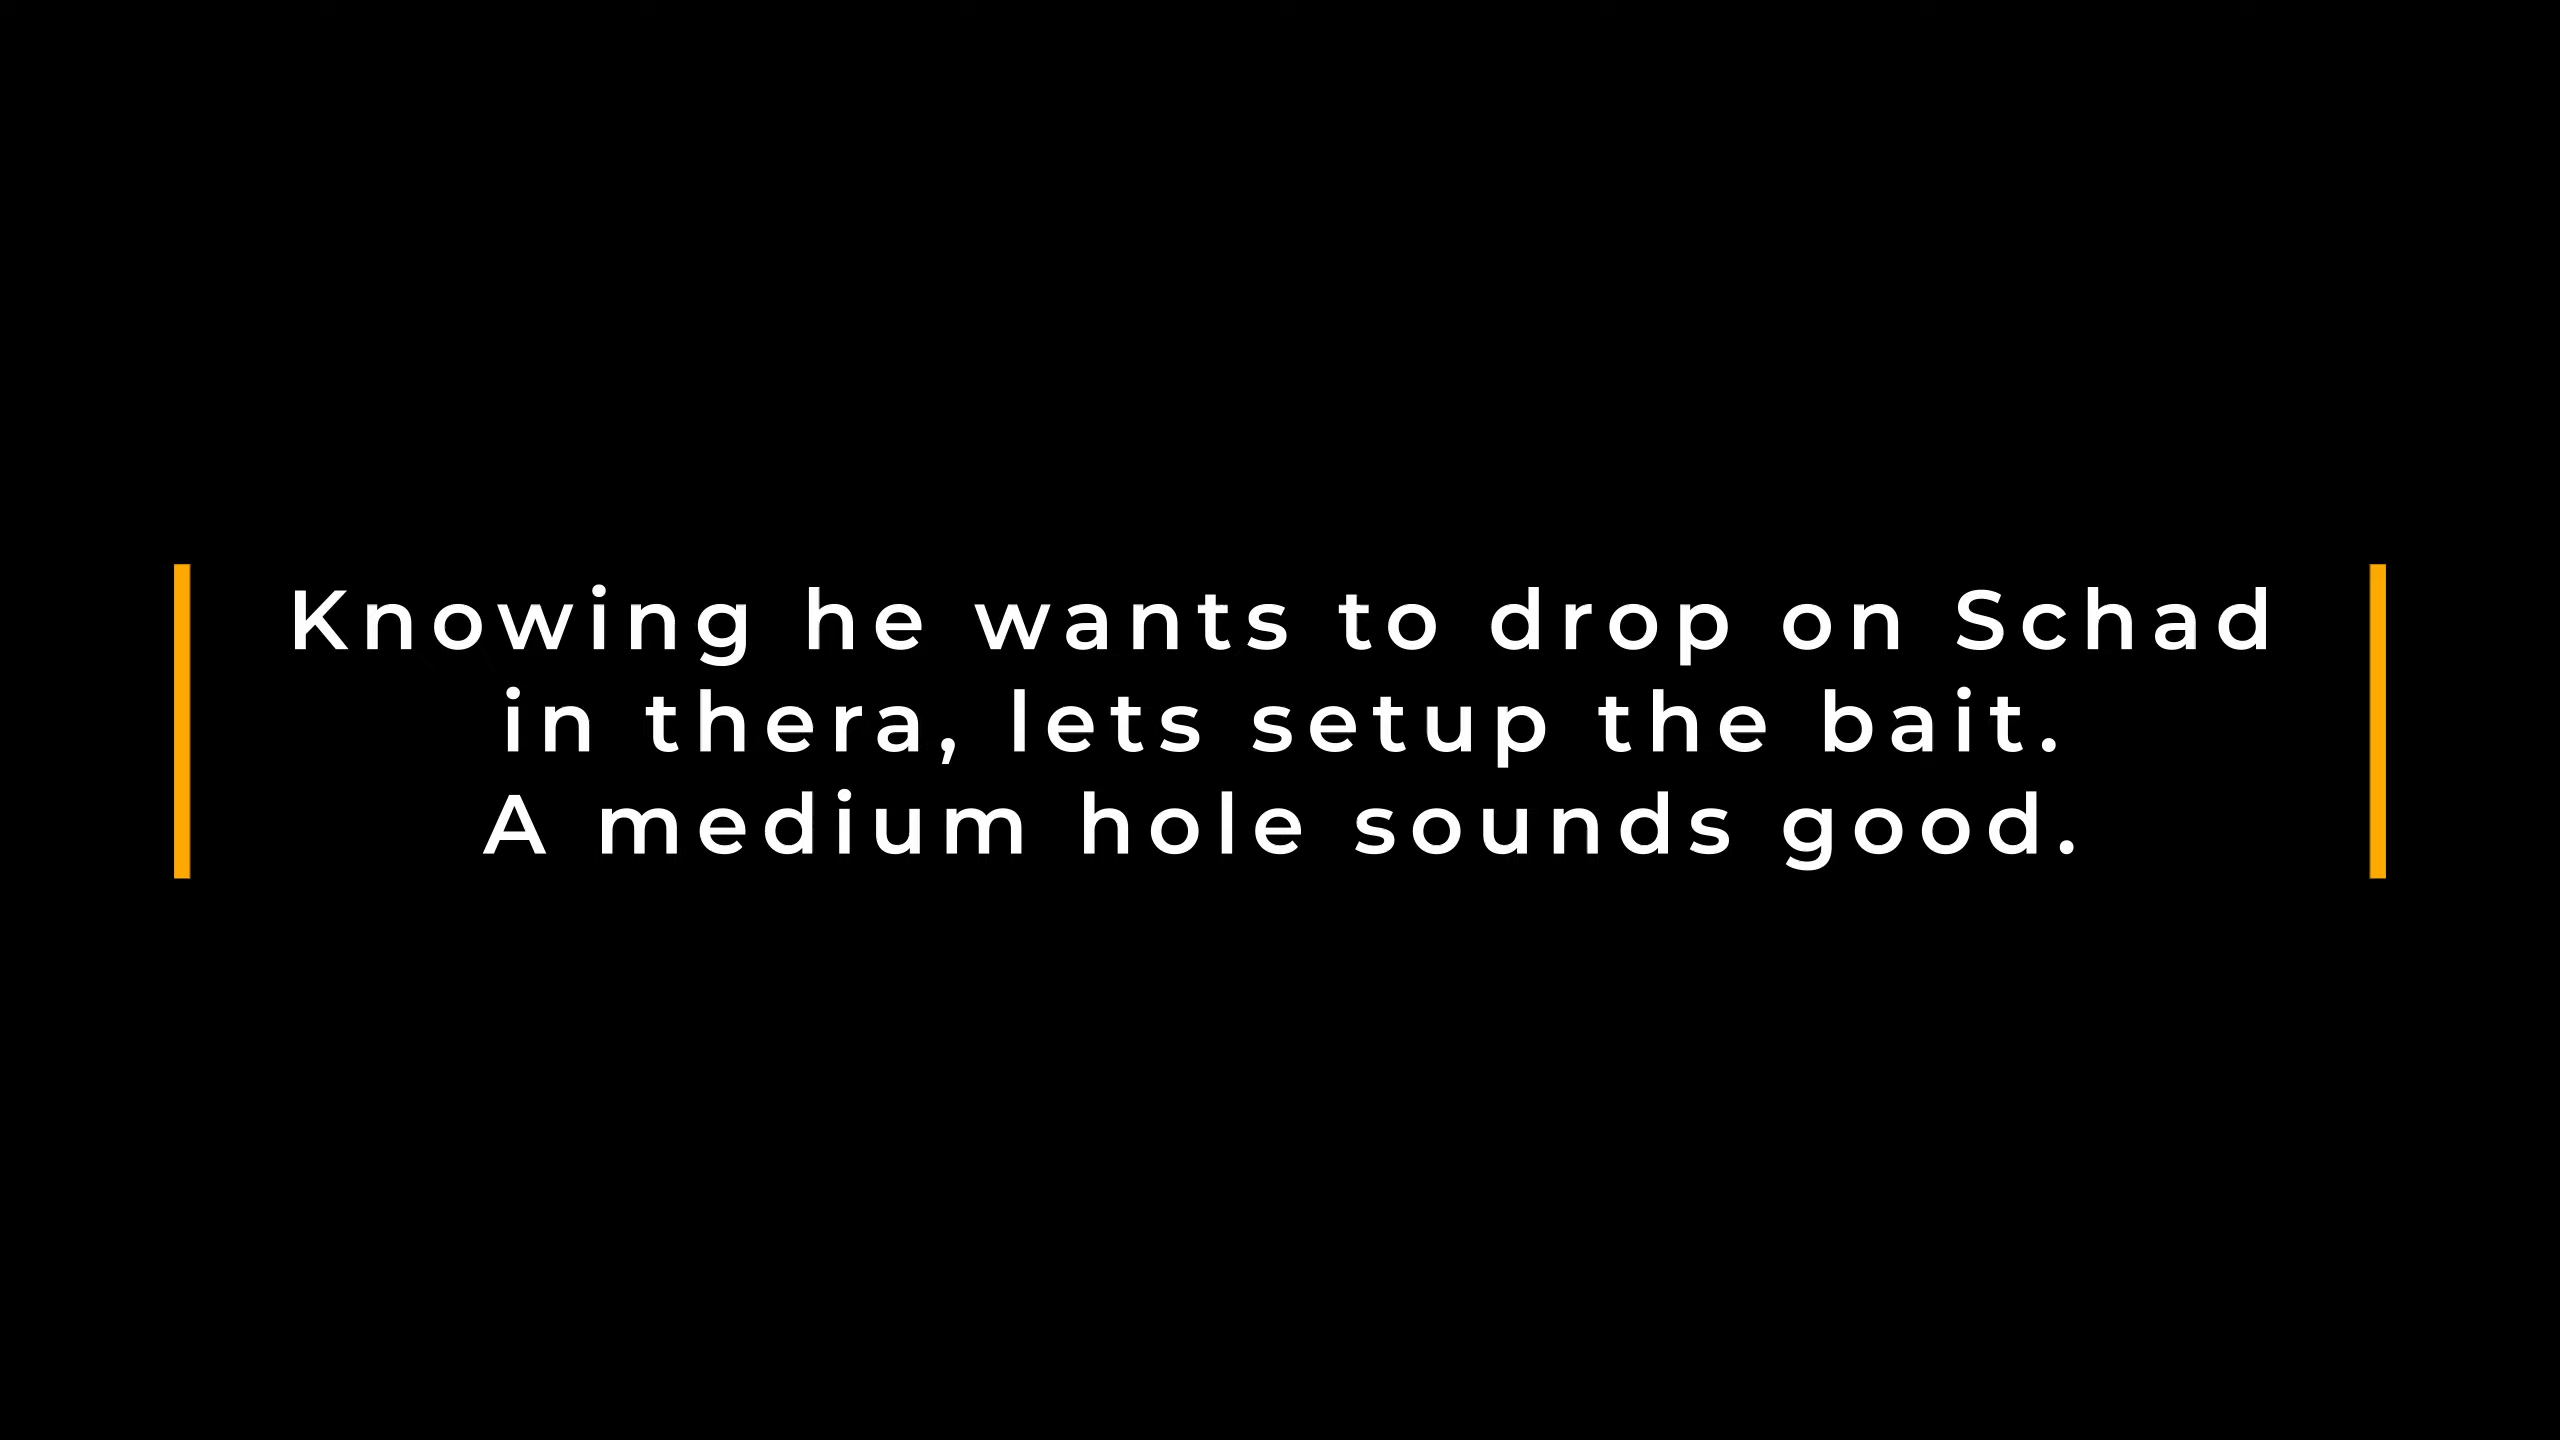 Knowing he wants to drop on Schad
in thera, lets setup the bait.
A medium hole sounds good.